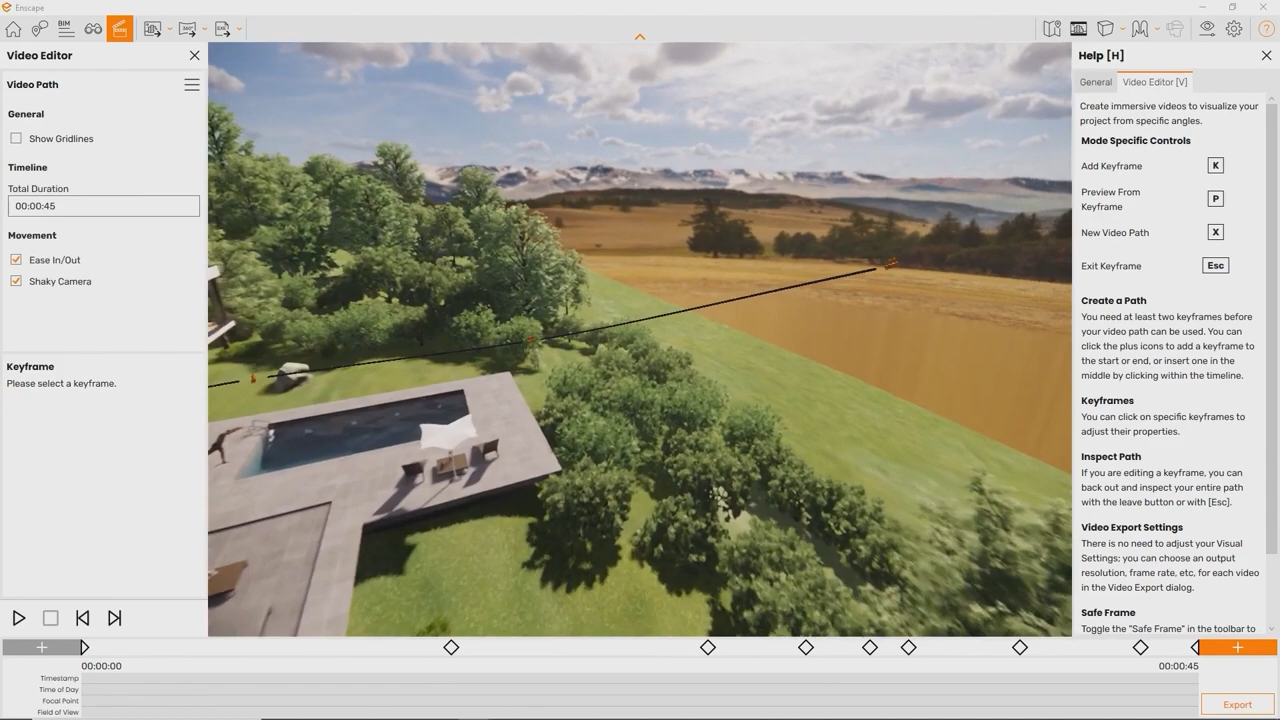 Enscape
BIM
360°
EXE
Video Editor
Video Path
General
Show Gridlines
Timeline
Total Duration
00:00:45
Movement
Ease In/Out
Shaky Camera
Keyframe
Please select a keyframe.
Help [H]
General
Video Editor [V]
Create immersive videos to visualize your
project from specific angles.
Mode Specific Controls
Add Keyframe
K
Preview From
Keyframe
P
New Video Path
X
Exit Keyframe
Esc
Create a Path
You need at least two keyframes before
your video path can be used. You can
click the plus icons to add a keyframe to
the start or end, or insert one in the
middle by clicking within the timeline.
Keyframes
You can click on specific keyframes to
adjust their properties.
Inspect Path
If you are editing a keyframe, you can
back out and inspect your entire path
with the leave button or with [Esc].
Video Export Settings
There is no need to adjust your Visual
Settings; you can choose an output
resolution, frame rate, etc, for each video
in the Video Export dialog.
Safe Frame
Toggle the "Safe Frame" in the toolbar to
00:00:00
00:00:45
Timestamp
Time of Day
Focal Point
Field of View
Export